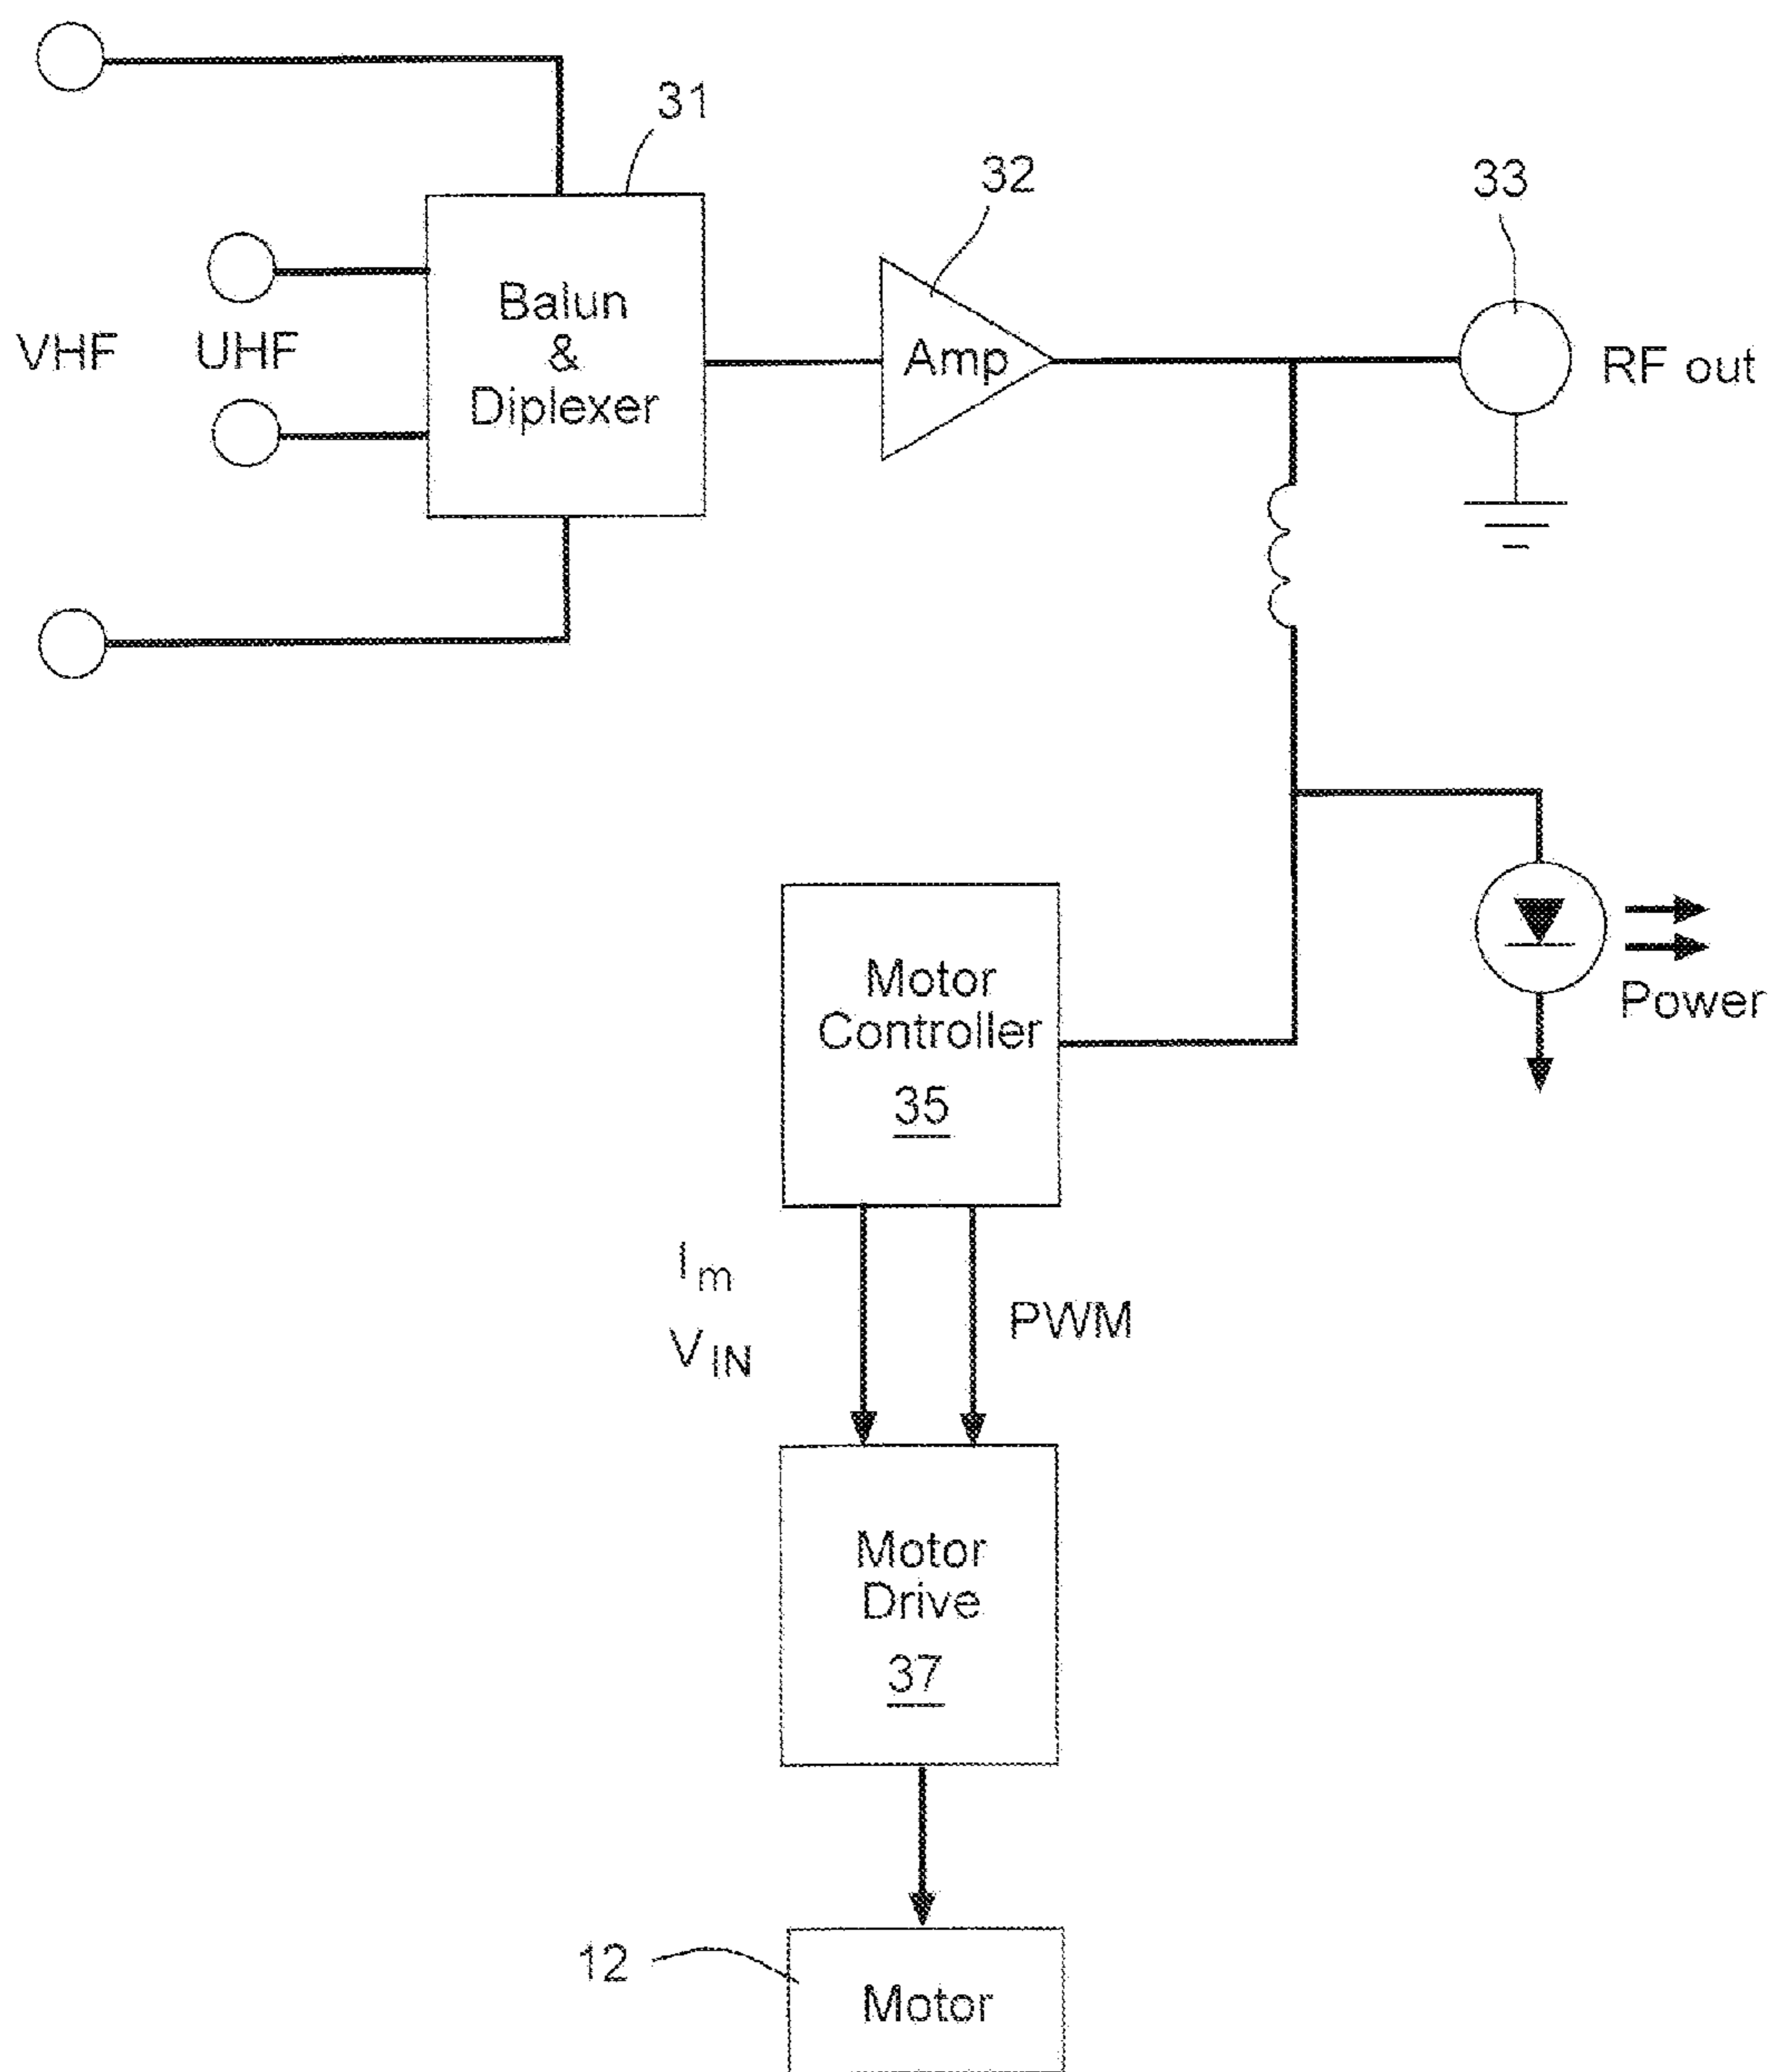 31
32
33
VHF
UHF
Balun
&
Diplexer
Amp
RF out
Power
Motor
Controller
35
Im
VIN
PWM
Motor
Drive
37
12
Motor